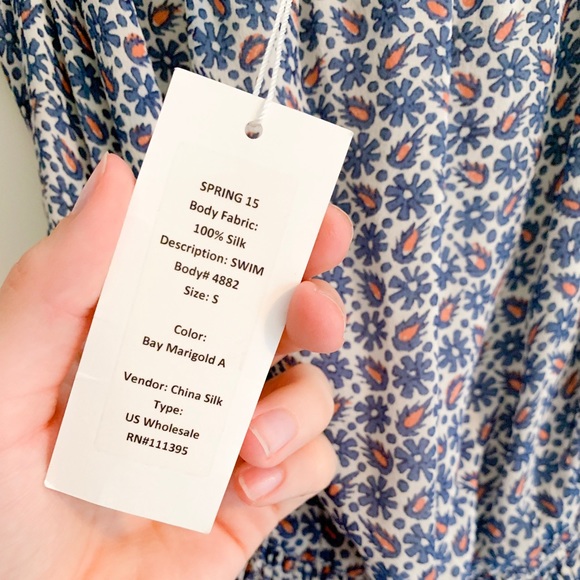 SPRING 15
Body Fabric:
100% Silk
Description: SWIM
Body# 4882
Size: S
Color:
Bay Marigold A
Vendor: China Silk
Type:
US Wholesale
RN#111395